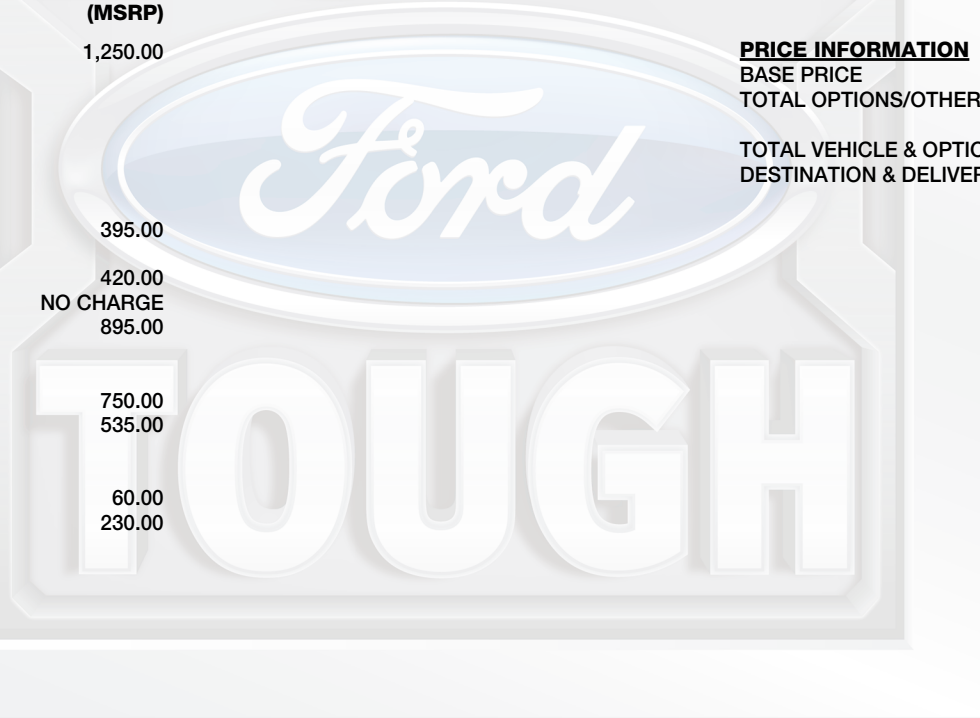 (MSRP)
1,250.00
395.00
420.00
NO CHARGE
895.00
750.00
535.00
60.00
230.00
PRICE INFORMATION
BASE PRICE
TOTAL OPTIONS/OTHER
TOTAL VEHICLE & OPTIO
DESTINATION & DELIVER
Ford
TOUGH